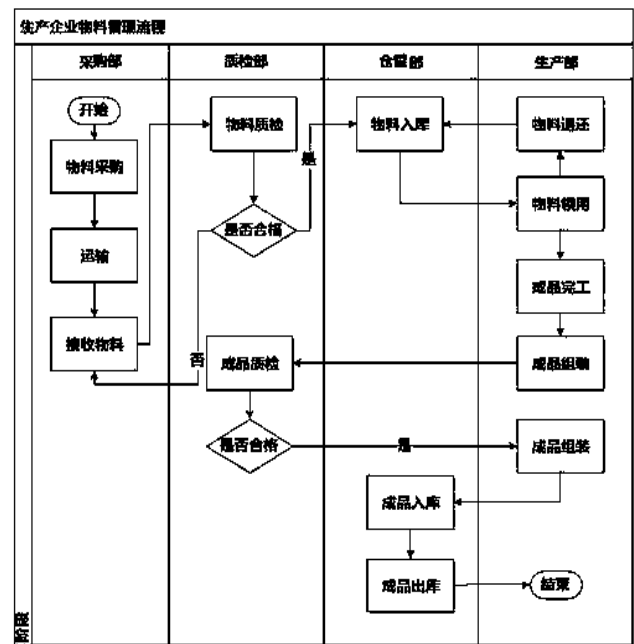 生产企业物料管理流程
采购部
质检部
仓管部
生产部
开始
物料质检
物料入库
物料退还
是
物料采购
物料领用
是否合格
运输
成品完工
接收物料
否
成品质检
成品组装
是否合格
是
成品组装
成品入库
成品出库
结束
阶段